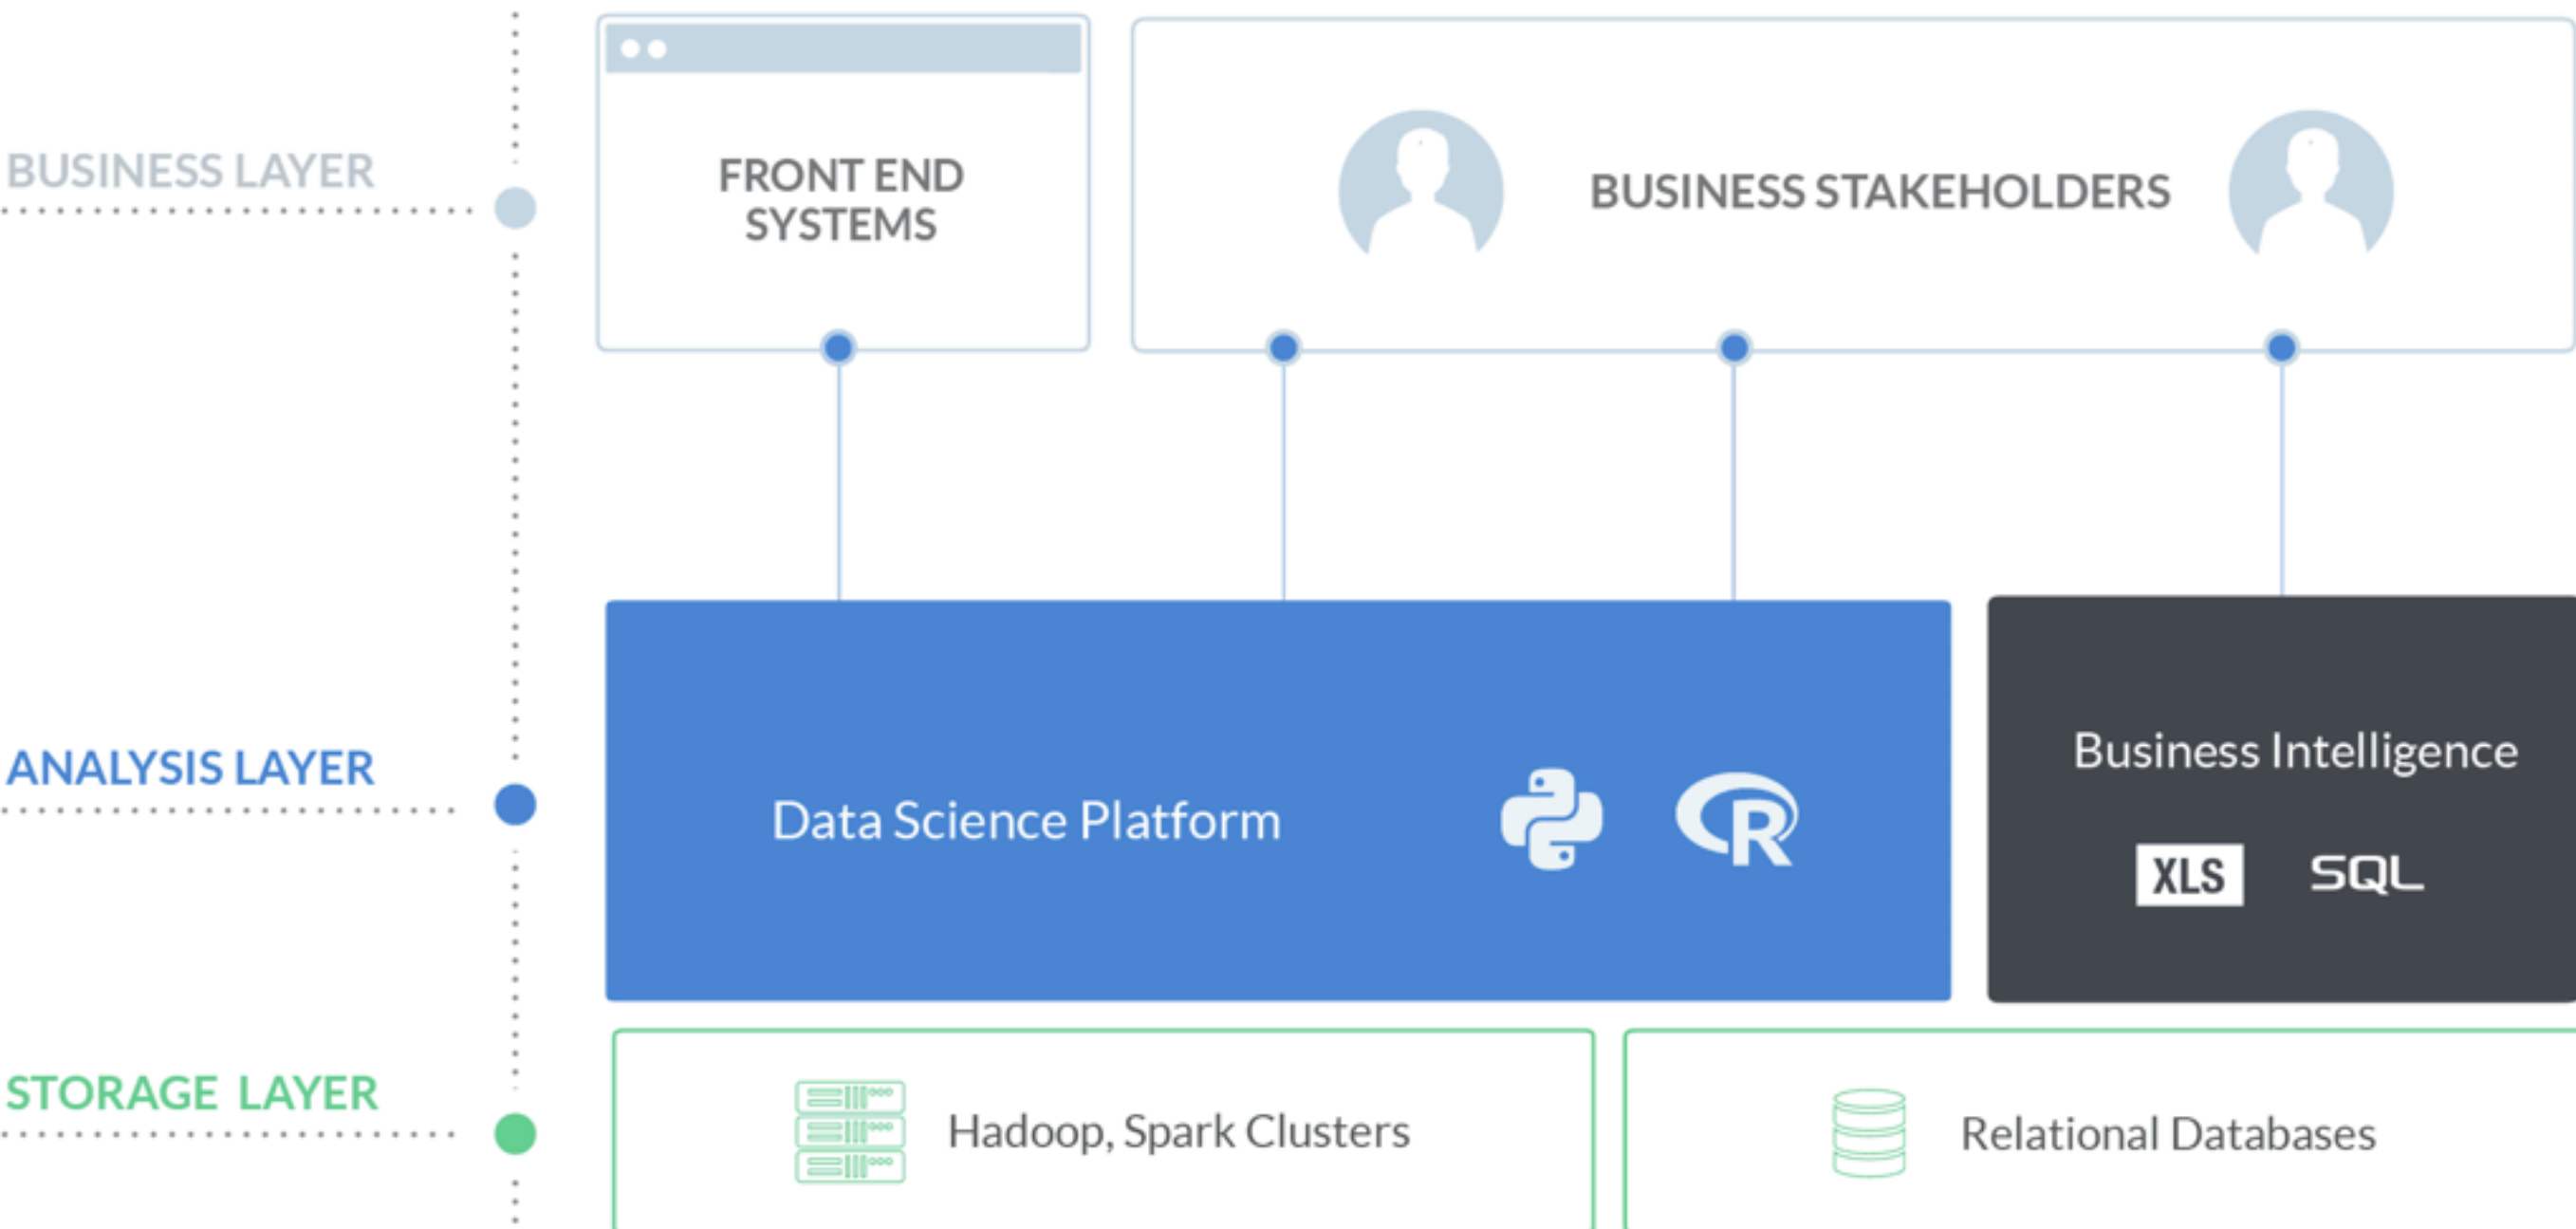 BUSINESS LAYER
FRONT END
SYSTEMS
BUSINESS STAKEHOLDERS
ANALYSIS LAYER
Data Science Platform
R
Business Intelligence
XLS
SQL
STORAGE LAYER
Hadoop, Spark Clusters
Relational Databases